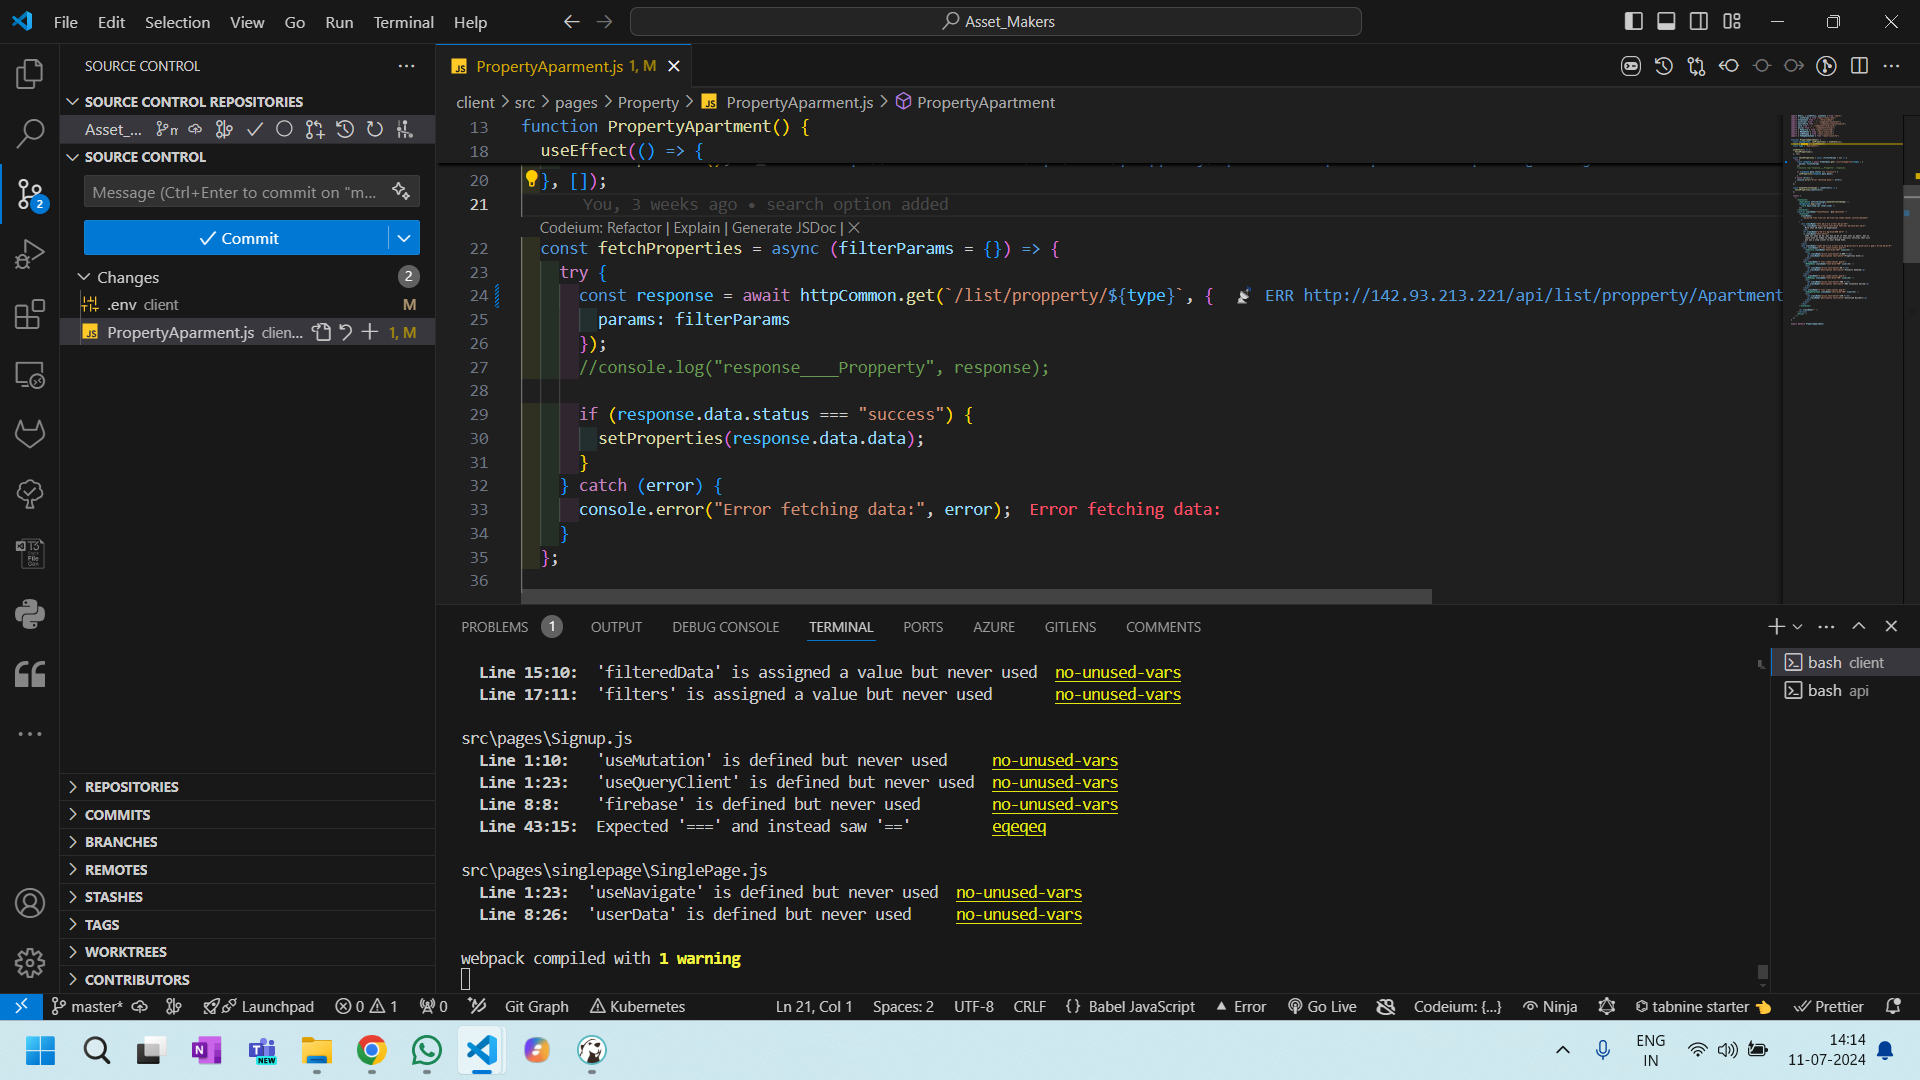 File Edit Selection View Go Run Terminal Help
Asset_Makers
SOURCE CONTROL
SOURCE CONTROL REPOSITORIES
Asset_...
SOURCE CONTROL
Message (Ctrl+Enter to commit on "m...
Commit
Changes 2
.env client M
PropertyAparment.js clien... 1, M
2
REPOSITORIES
COMMITS
BRANCHES
REMOTES
STASHES
TAGS
WORKTREES
CONTRIBUTORS
PropertyAparment.js 1, M
client > src > pages > Property > PropertyAparment.js > PropertyApartment
13 function PropertyApartment() {
18 useEffect(() => {
20 }, []);
21 You, 3 weeks ago • search option added
Codeium: Refactor | Explain | Generate JSDoc | X
22 const fetchProperties = async (filterParams = {}) => {
23 try {
24 const response = await httpCommon.get(`/list/propperty/${type}`, { ERR http://142.93.213.221/api/list/propperty/Apartment
25 params: filterParams
26 });
27 //console.log("response____Propperty", response);
28
29 if (response.data.status === "success") {
30 setProperties(response.data.data);
31 }
32 } catch (error) {
33 console.error("Error fetching data:", error); Error fetching data:
34 }
35 };
36
PROBLEMS 1 OUTPUT DEBUG CONSOLE TERMINAL PORTS AZURE GITLENS COMMENTS
bash client
bash api
Line 15:10: 'filteredData' is assigned a value but never used no-unused-vars
Line 17:11: 'filters' is assigned a value but never used no-unused-vars
src\pages\Signup.js
Line 1:10: 'useMutation' is defined but never used no-unused-vars
Line 1:23: 'useQueryClient' is defined but never used no-unused-vars
Line 8:8: 'firebase' is defined but never used no-unused-vars
Line 43:15: Expected '===' and instead saw '==' eqeqeq
src\pages\singlepage\SinglePage.js
Line 1:23: 'useNavigate' is defined but never used no-unused-vars
Line 8:26: 'userData' is defined but never used no-unused-vars
webpack compiled with 1 warning
master* Launchpad 0 1 0 Git Graph Kubernetes Ln 21, Col 1 Spaces: 2 UTF-8 CRLF {} Babel JavaScript Error Go Live Codeium: {...} Ninja tabnine starter Prettier
NEW
ENG
IN
14:14
11-07-2024